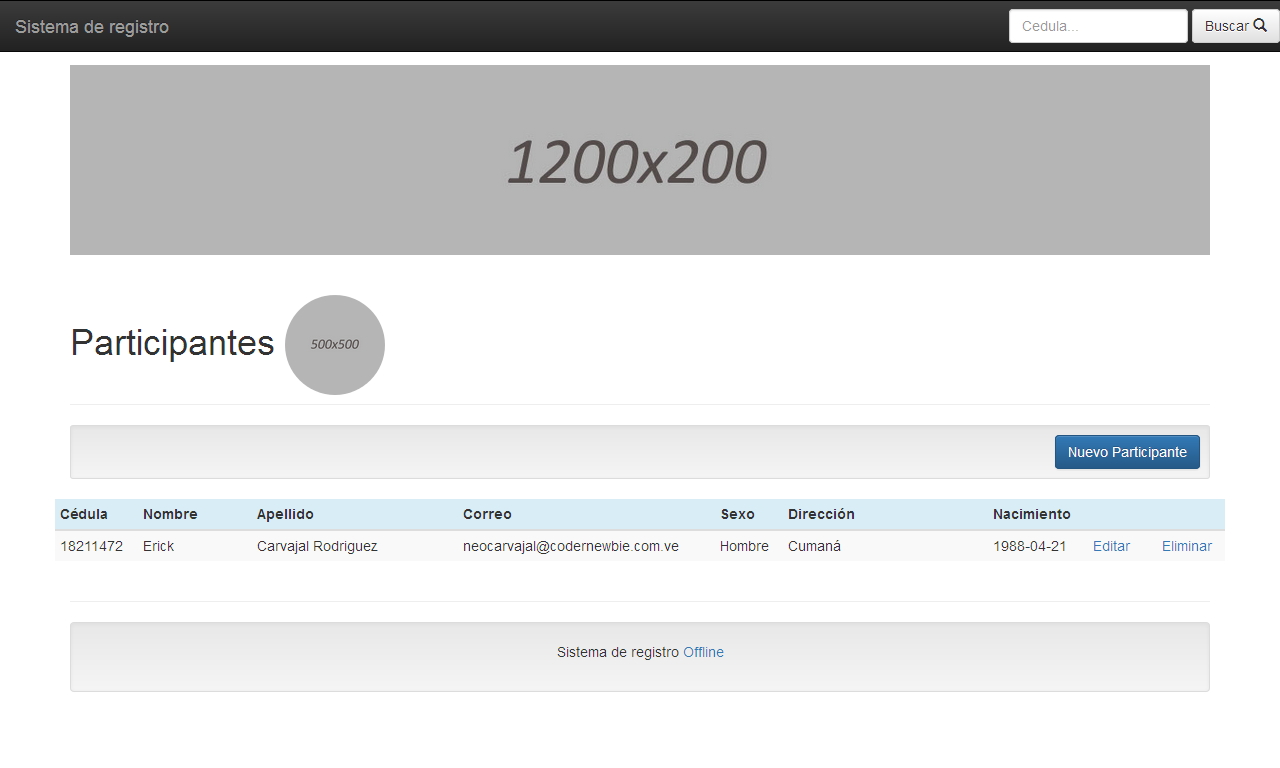 Sistema de registro Cedula... Buscar
1200x200
Participantes 500x500
Nuevo Participante
Cédula Nombre Apellido Correo Sexo Dirección Nacimiento
18211472 Erick Carvajal Rodriguez neocarvajal@codernewbie.com.ve Hombre Cumaná 1988-04-21 Editar Eliminar
Sistema de registro Offline